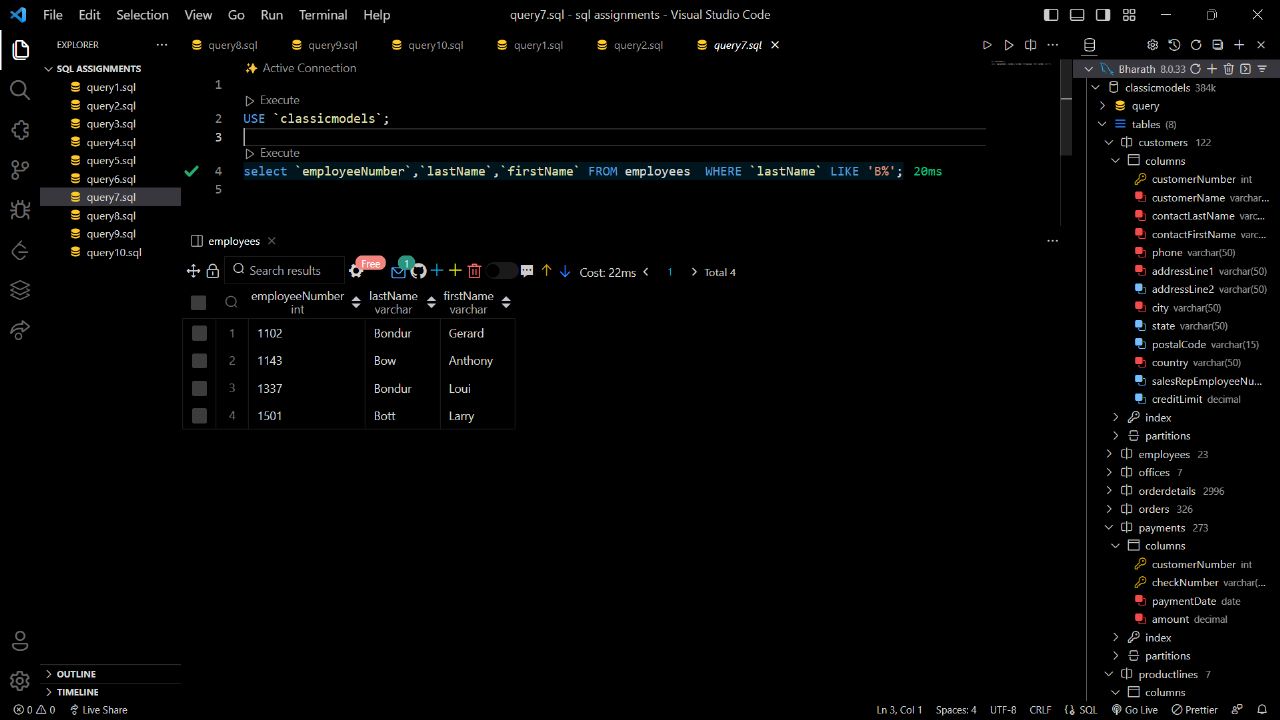 File Edit Selection View Go Run Terminal Help
query7.sql - sql assignments - Visual Studio Code
EXPLORER
SQL ASSIGNMENTS
query1.sql
query2.sql
query3.sql
query4.sql
query5.sql
query6.sql
query7.sql
query8.sql
query9.sql
query10.sql
OUTLINE
TIMELINE
query8.sql query9.sql query10.sql query1.sql query2.sql query7.sql
Active Connection
1
Execute
2 USE `classicmodels`;
3
Execute
4 select `employeeNumber`,`lastName`,`firstName` FROM employees  WHERE `lastName` LIKE 'B%'; 20ms
5
employees
Search results Free 1 Cost: 22ms 1 Total 4
employeeNumber lastName firstName
int varchar varchar
1 1102 Bondur Gerard
2 1143 Bow Anthony
3 1337 Bondur Loui
4 1501 Bott Larry
Bharath 8.0.33
classicmodels 384k
query
tables (8)
customers 122
columns
customerNumber int
customerName varchar...
contactLastName varc...
contactFirstName varc...
phone varchar(50)
addressLine1 varchar(50)
addressLine2 varchar(50)
city varchar(50)
state varchar(50)
postalCode varchar(15)
country varchar(50)
salesRepEmployeeNu...
creditLimit decimal
index
partitions
employees 23
offices 7
orderdetails 2996
orders 326
payments 273
columns
customerNumber int
checkNumber varchar(...
paymentDate date
amount decimal
index
partitions
productlines 7
columns
0 0 Live Share
Ln 3, Col 1 Spaces: 4 UTF-8 CRLF SQL Go Live Prettier